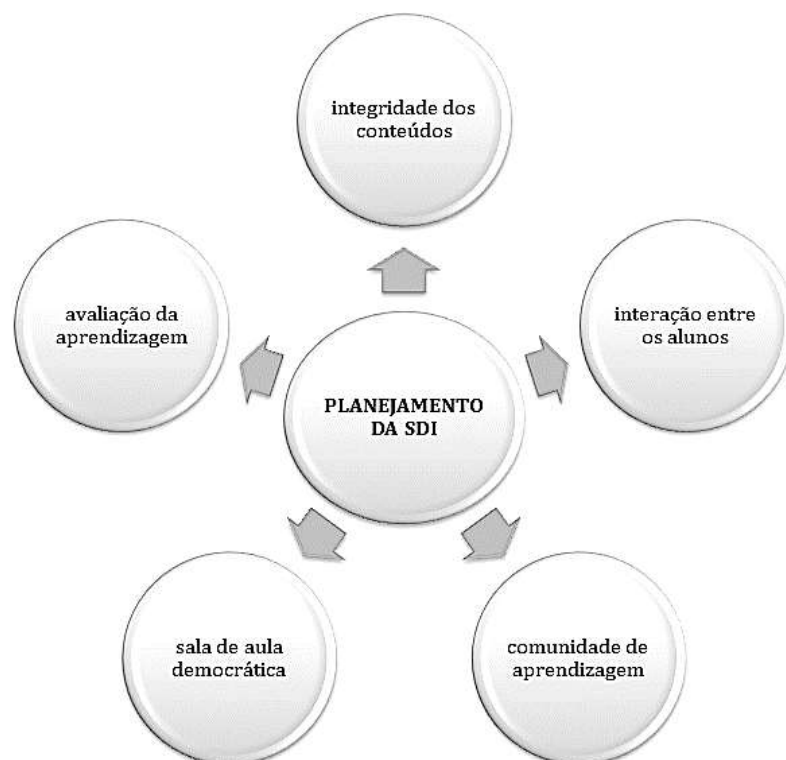 integridade dos
conteúdos
avaliação da
aprendizagem
interação entre
os alunos
PLANEJAMENTO
DA SDI
sala de aula
democrática
comunidade de
aprendizagem